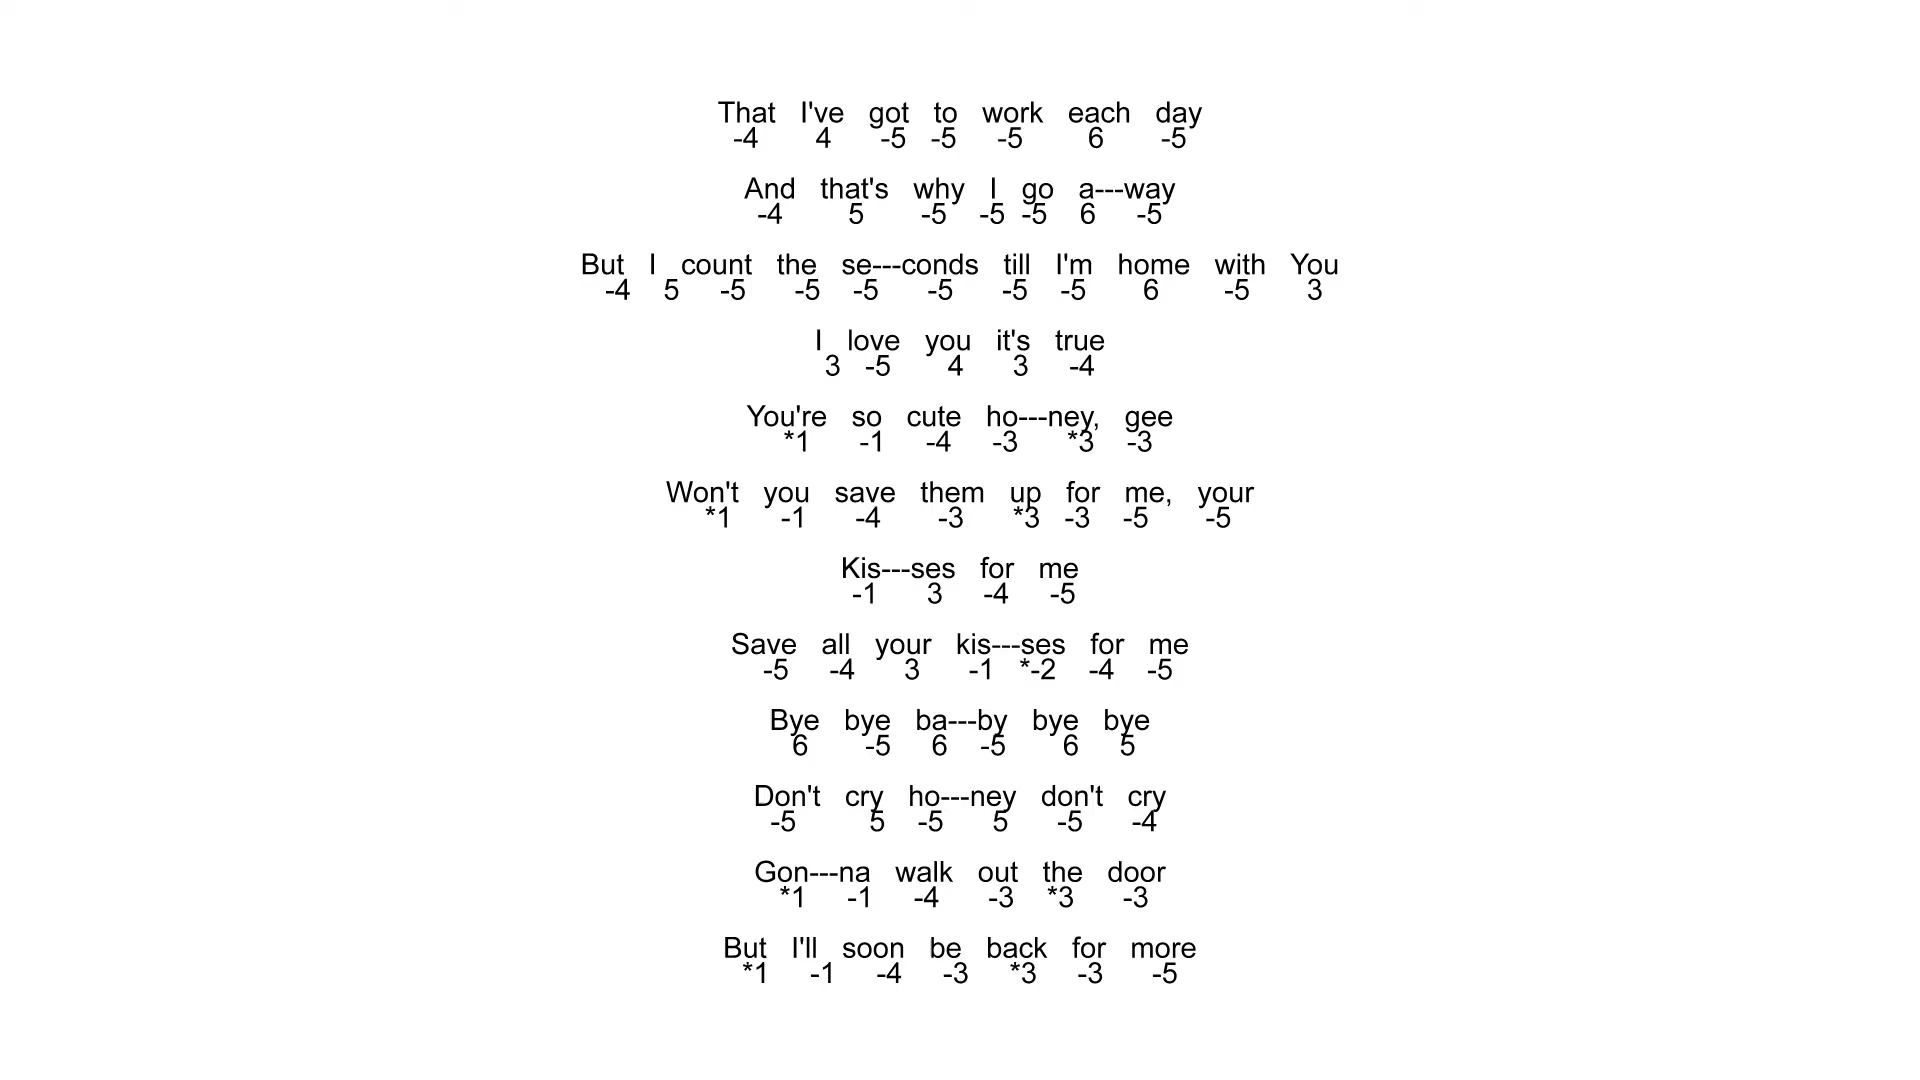 That I've got to work each day
-4 4 -5 -5 -5 6 -5
And that's why I go a---way
-4 5 -5 -5 -5 6 -5
But I count the se---conds till I'm home with You
-4 5 -5 -5 -5 -5 -5 -5 6 -5 3
I love you it's true
3 -5 4 3 -4
You're so cute ho---ney, gee
*1 -1 -4 -3 *3 -3
Won't you save them up for me, your
*1 -1 -4 -3 *3 -3 -5 -5
Kis---ses for me
-1 3 -4 -5
Save all your kis---ses for me
-5 -4 3 -1 *-2 -4 -5
Bye bye ba---by bye bye
6 -5 6 -5 6 5
Don't cry ho---ney don't cry
-5 5 -5 5 -5 -4
Gon---na walk out the door
*1 -1 -4 -3 *3 -3
But I'll soon be back for more
*1 -1 -4 -3 *3 -3 -5